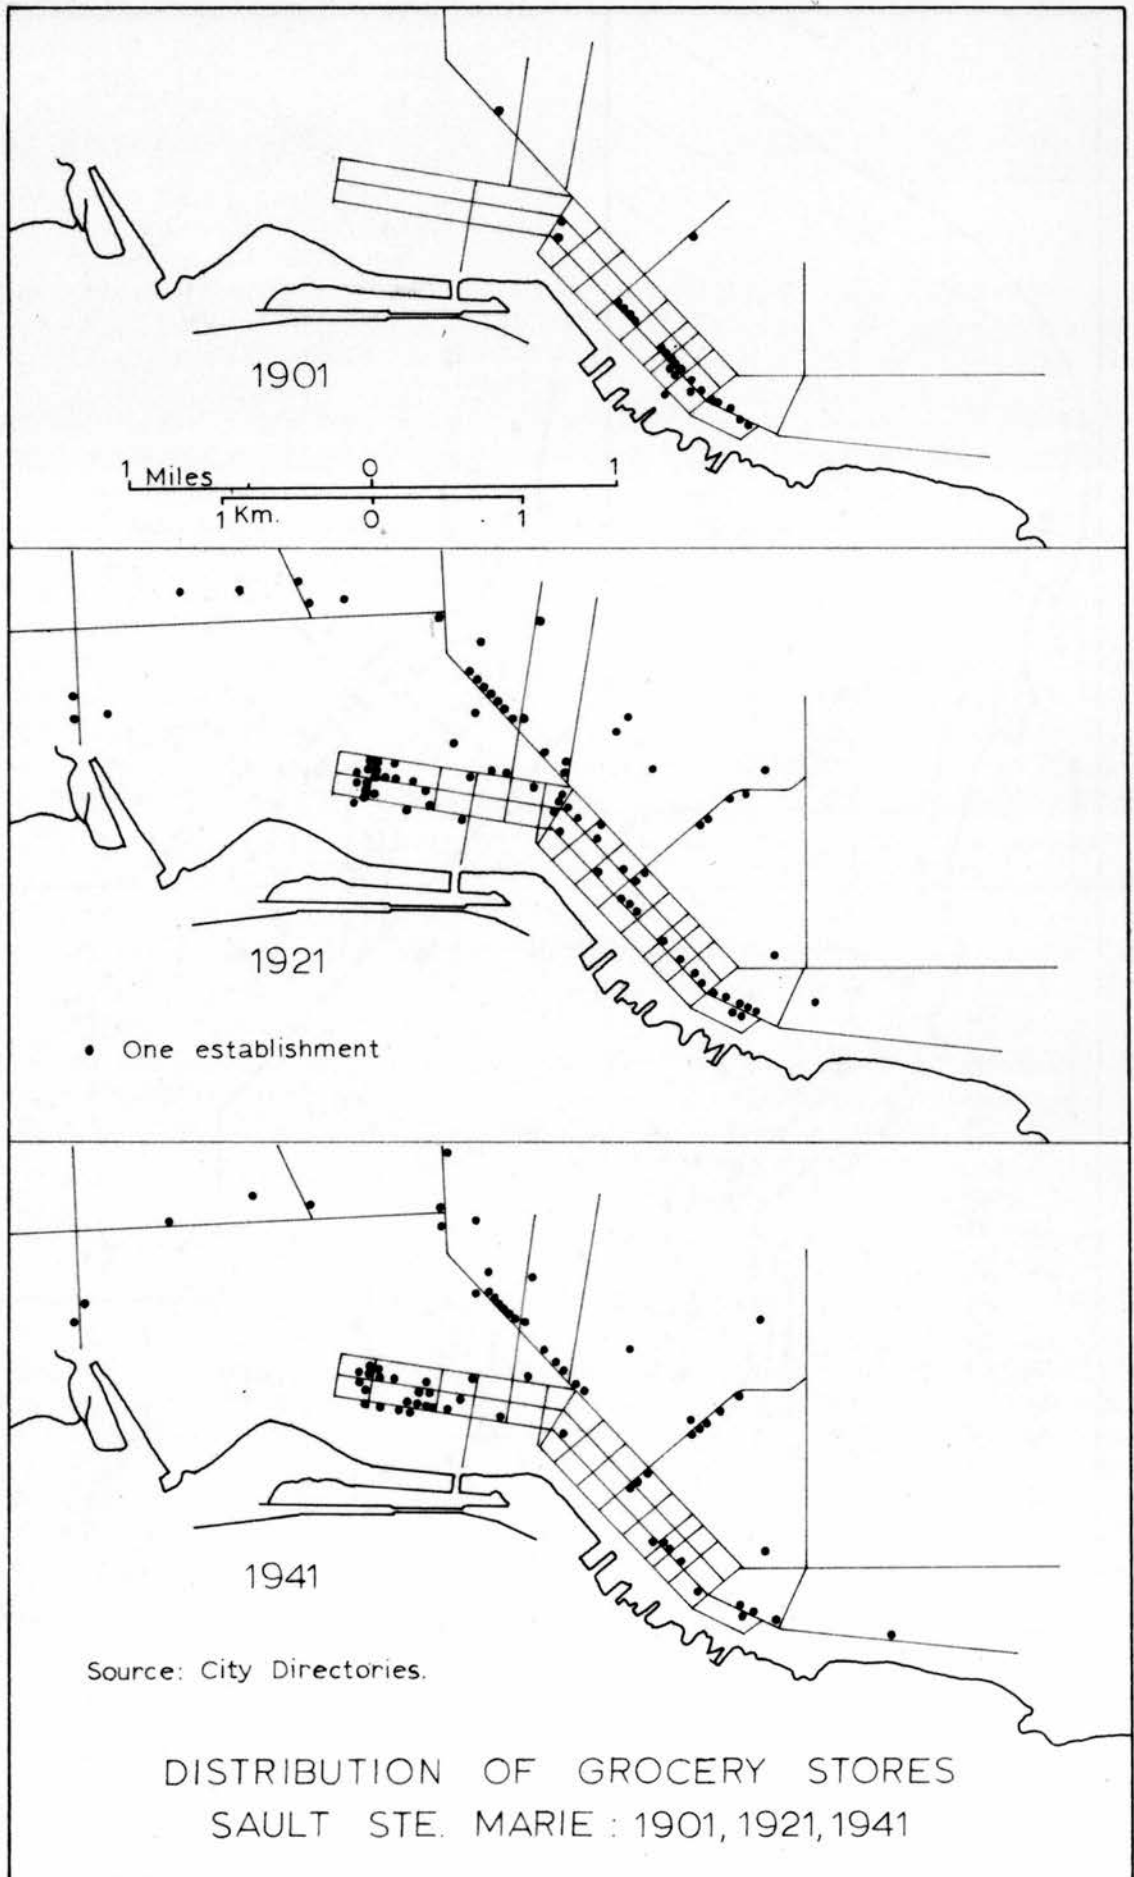 1901
1 Miles 0 1
1 Km. 0 1
1921
One establishment
1941
Source: City Directories.
DISTRIBUTION OF GROCERY STORES
SAULT STE. MARIE : 1901, 1921, 1941